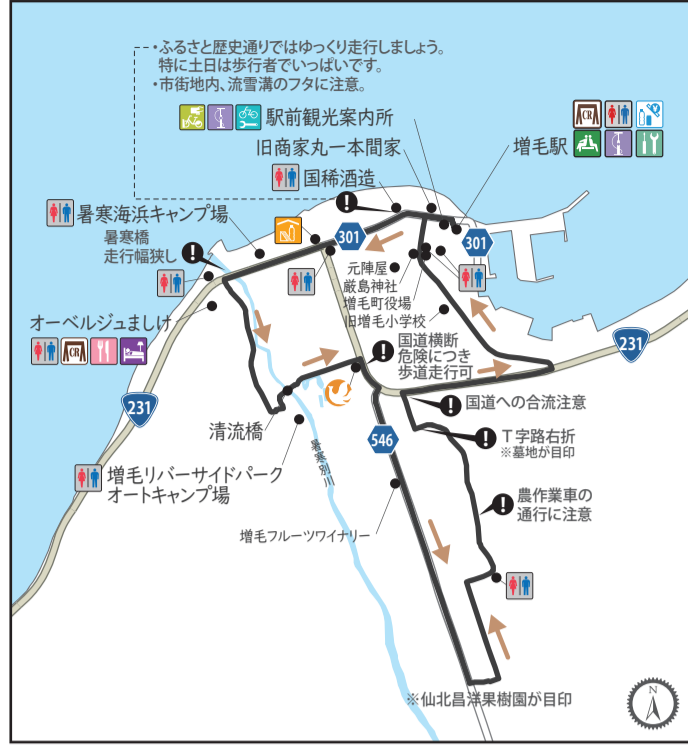 ・ふるさと歴史通りではゆっくり走行しましょう。
特に土日は歩行者でいっぱいです。
・市街地内、流雪溝のフタに注意。
駅前観光案内所
CR
旧商家丸一本間家
増毛駅
国稀酒造
暑寒海浜キャンプ場
暑寒橋
走行幅狭し
301
301
元陣屋
厳島神社
増毛町役場
旧増毛小学校
オーベルジュましけ
CR
国道横断
危険につき
歩道走行可
231
231
国道への合流注意
清流橋
546
T字路右折
※墓地が目印
増毛リバーサイドパーク
オートキャンプ場
暑寒別川
農作業車の
通行に注意
増毛フルーツワイナリー
※仙北昌洋果樹園が目印
N